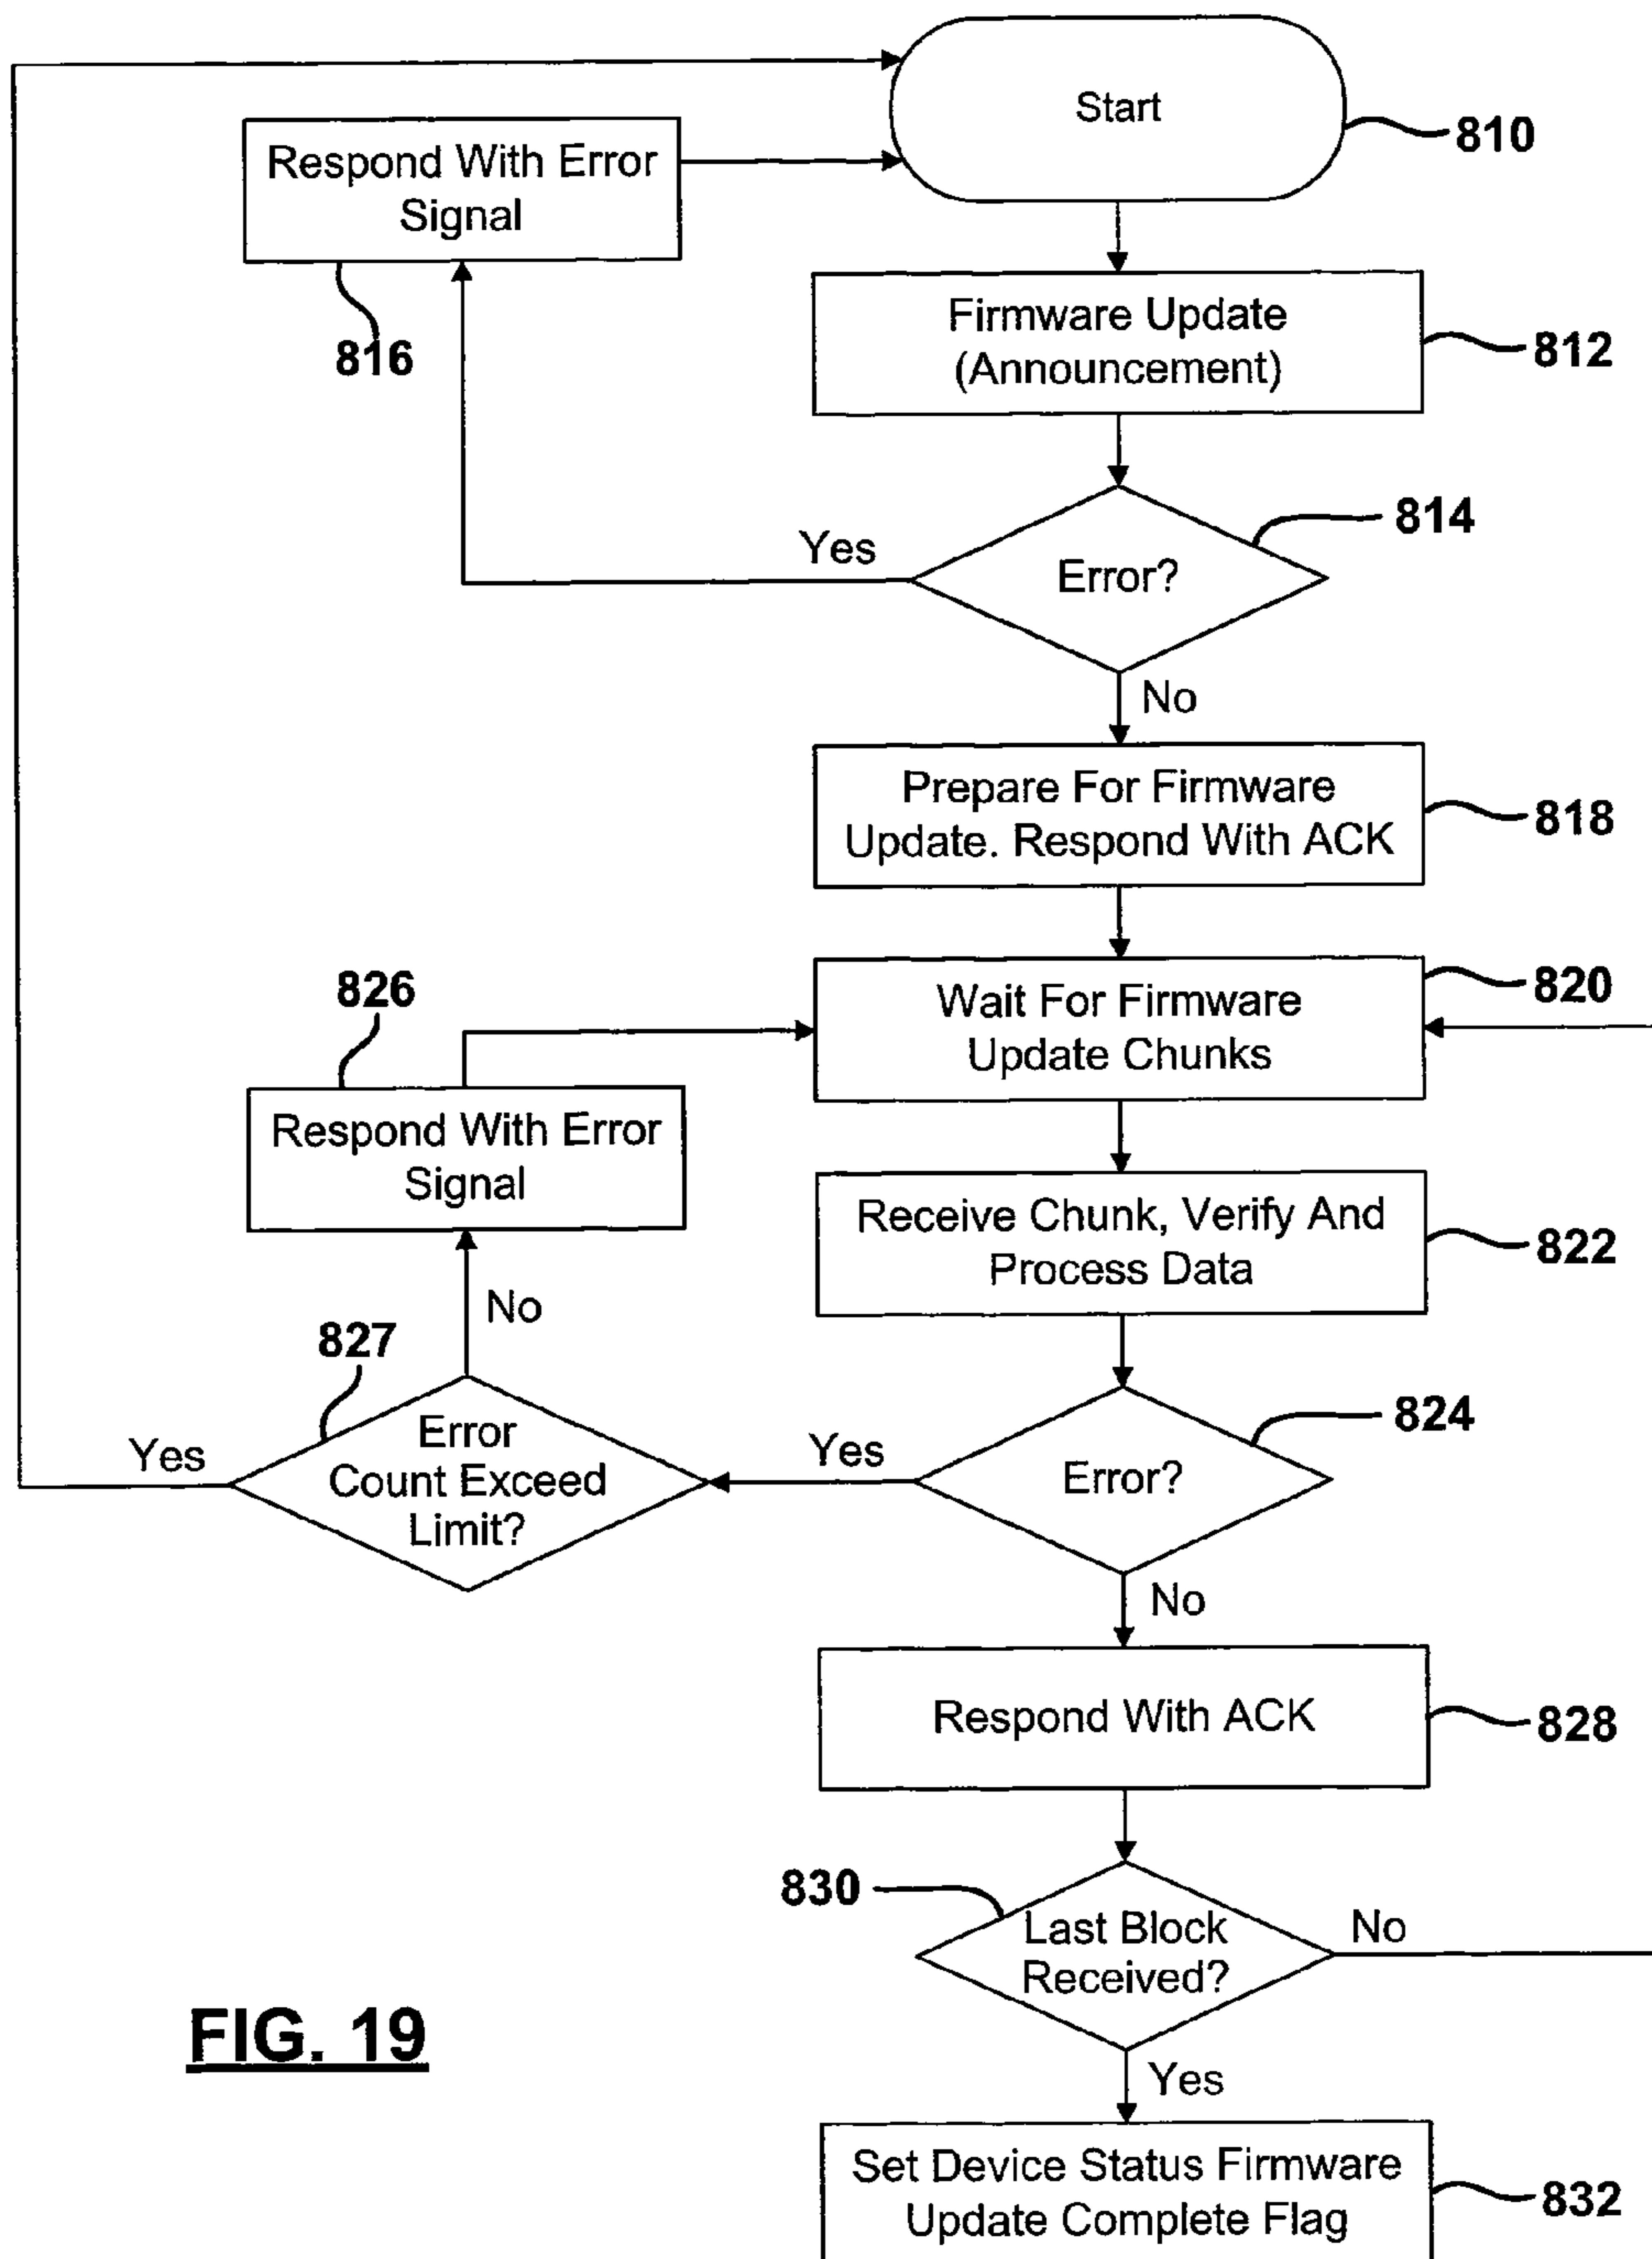 Start
810
Respond With Error
Signal
816
Firmware Update
(Announcement)
812
Yes
Error?
814
No
Prepare For Firmware
Update. Respond With ACK
818
Wait For Firmware
Update Chunks
820
826
Respond With Error
Signal
Receive Chunk, Verify And
Process Data
822
No
827
Error
Count Exceed
Limit?
Yes
Yes
Error?
824
No
Respond With ACK
828
830
Last Block
Received?
No
Yes
FIG. 19
Set Device Status Firmware
Update Complete Flag
832